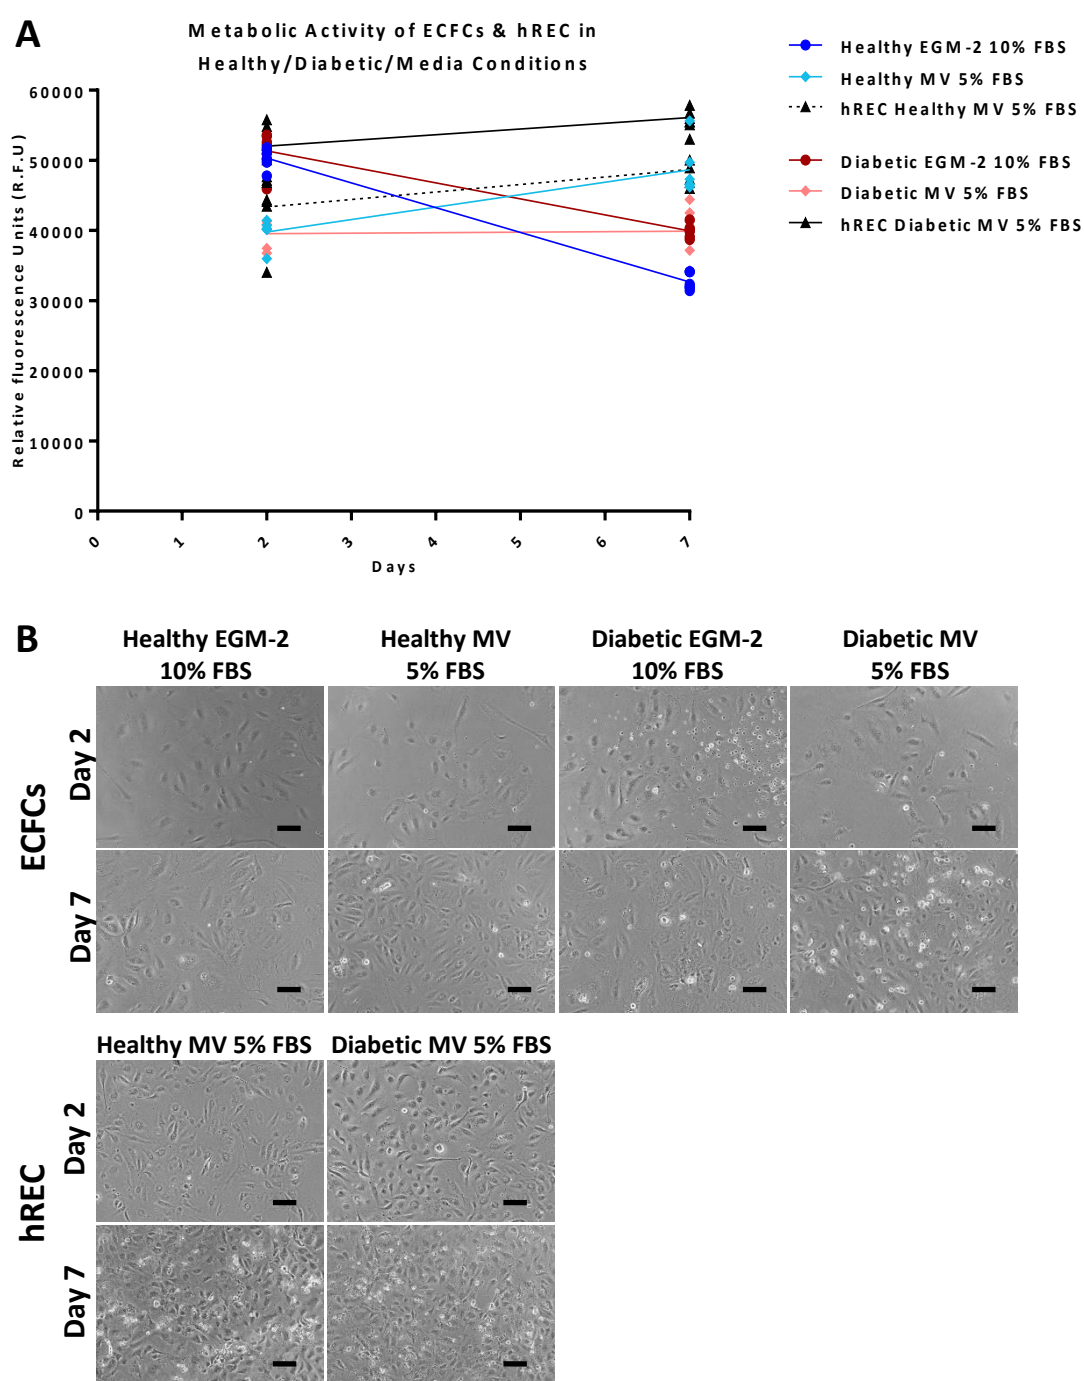 A
Metabolic Activity of ECFCs & hREC in
Healthy/Diabetic/Media Conditions
Relative fluorescence Units (R.F.U)
60000
50000
40000
30000
20000
10000
0
0 1 2 3 4 5 6 7
Days
Healthy EGM-2 10% FBS
Healthy MV 5% FBS
hREC Healthy MV 5% FBS
Diabetic EGM-2 10% FBS
Diabetic MV 5% FBS
hREC Diabetic MV 5% FBS
B
Healthy EGM-2
10% FBS
Healthy MV
5% FBS
Diabetic EGM-2
10% FBS
Diabetic MV
5% FBS
ECFCs
Day 2
Day 7
Healthy MV 5% FBS
Diabetic MV 5% FBS
hREC
Day 2
Day 7